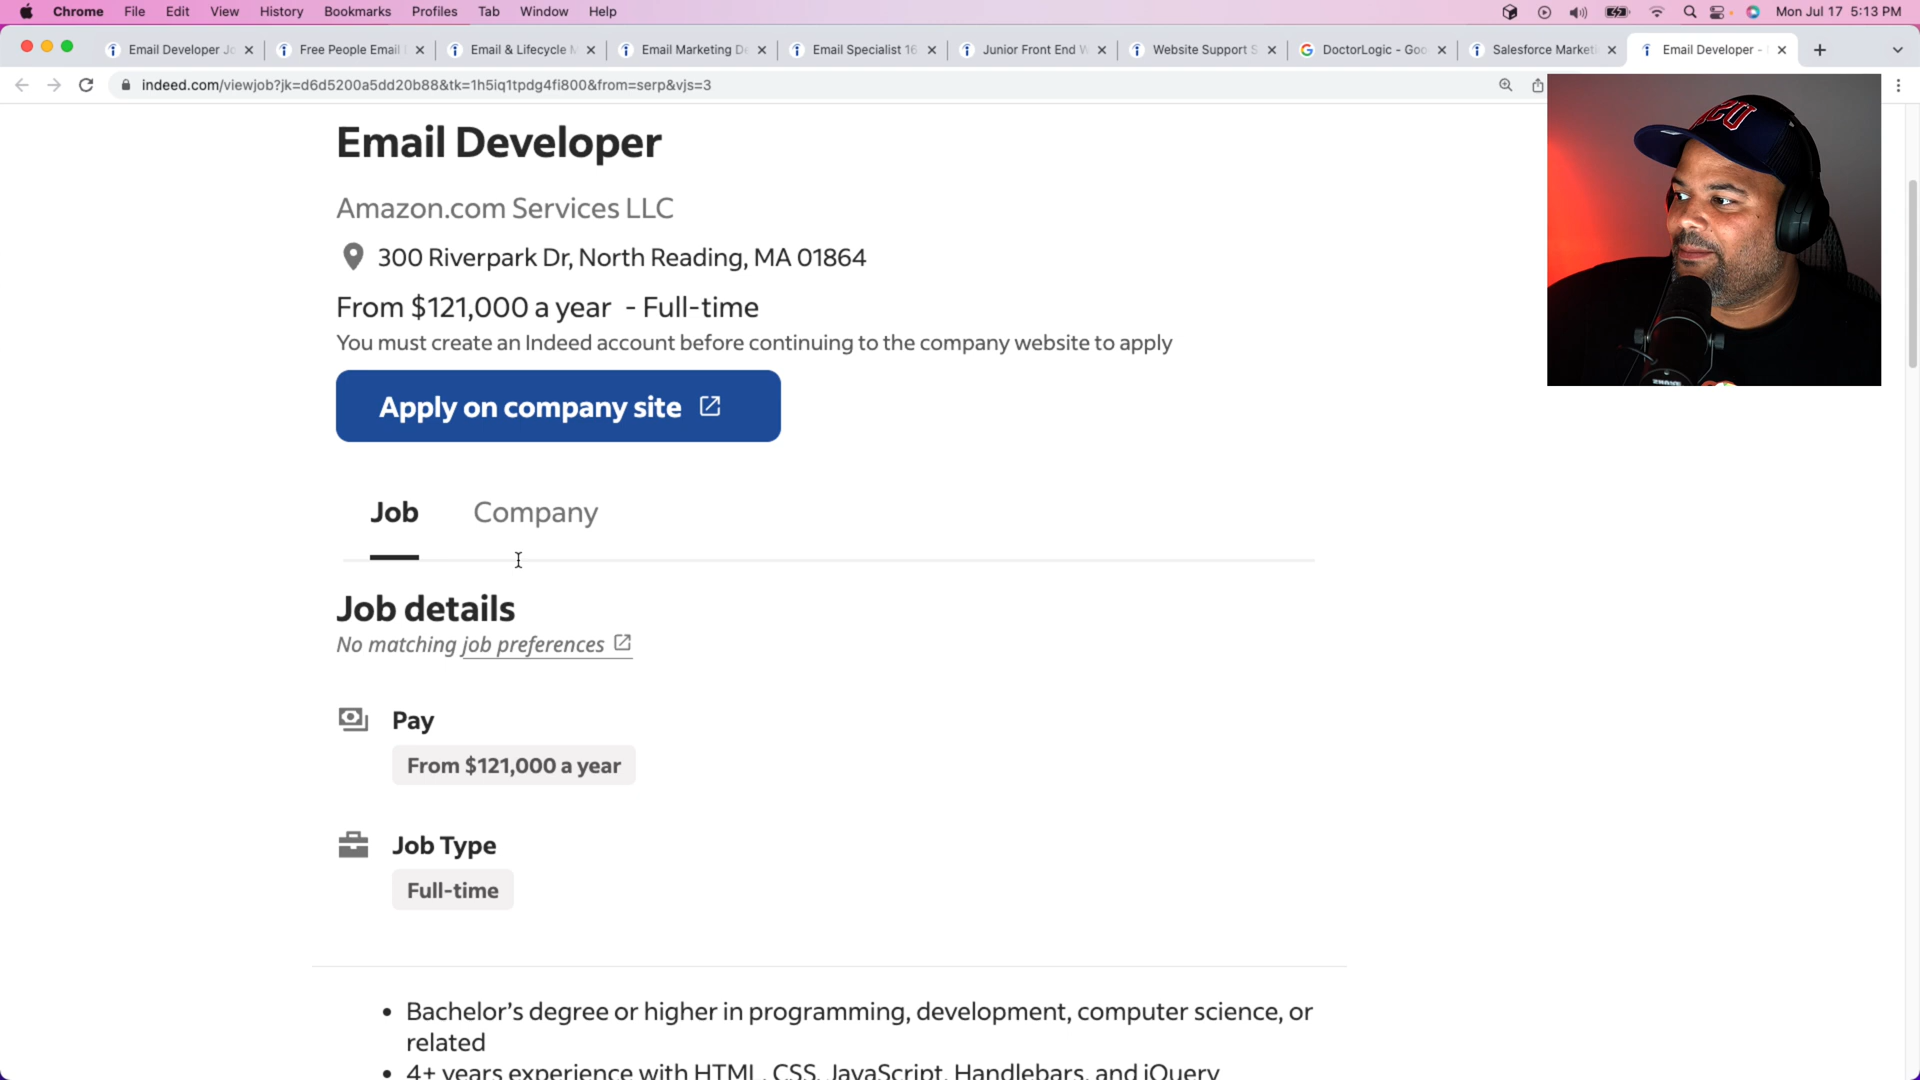 Chrome File Edit View History Bookmarks Profiles Tab Window Help Mon Jul 17 5:13 PM
Email Developer Free People Email Email & Lifecycle Email Marketing Email Specialist 16 Junior Front End Website Support DoctorLogic - Goo Salesforce Market Email Developer -
indeed.com/viewjob?jk=d6d5200a5dd20b88&tk=1h5iq1tpdg4fi800&from=serp&vjs=3
Email Developer
Amazon.com Services LLC
300 Riverpark Dr, North Reading, MA 01864
From $121,000 a year - Full-time
You must create an Indeed account before continuing to the company website to apply
Apply on company site
Job Company
Job details
No matching job preferences
Pay
From $121,000 a year
Job Type
Full-time
• Bachelor’s degree or higher in programming, development, computer science, or
related
• 4+ years experience with HTML, CSS, JavaScript, Handlebars, and jQuery